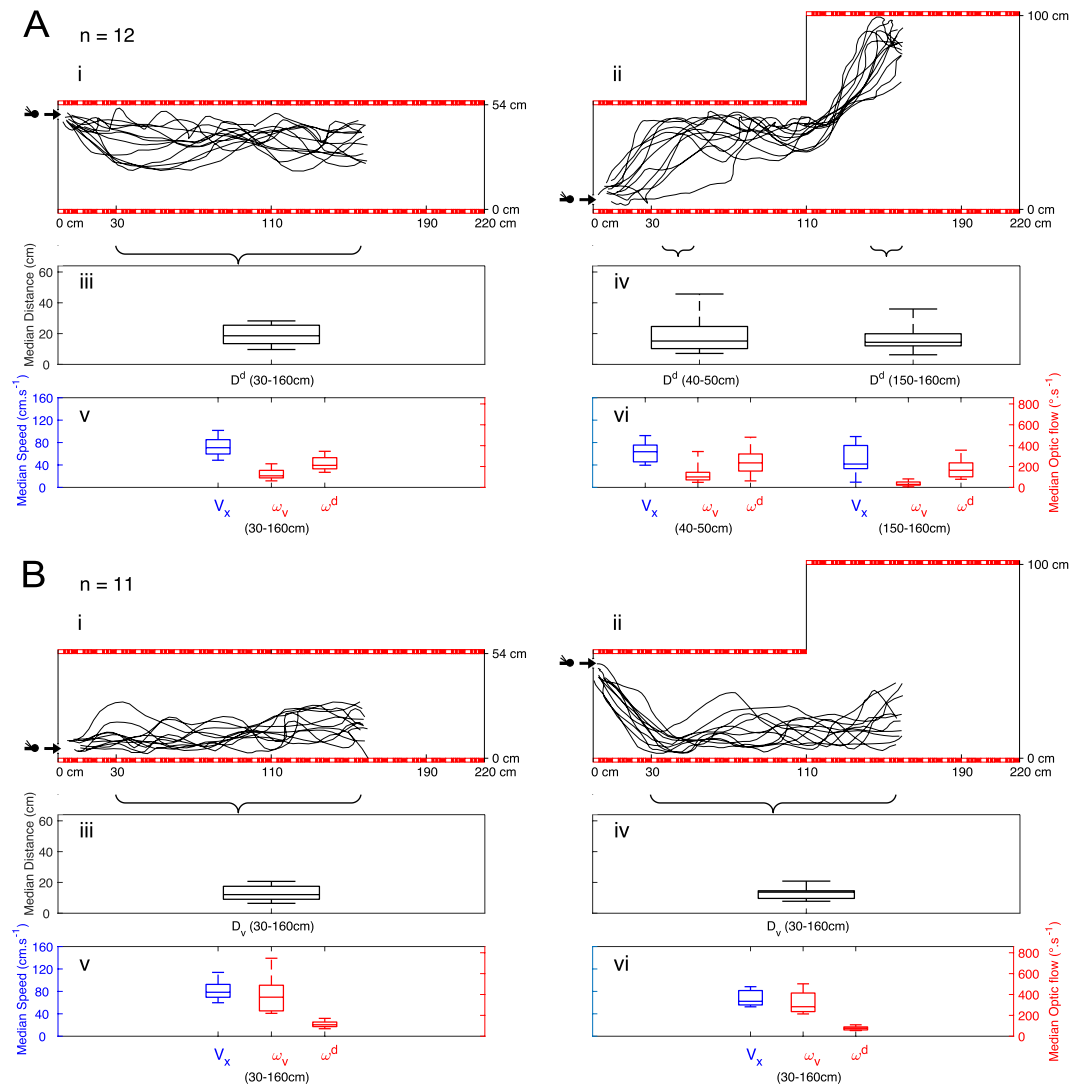 A
n = 12
i
ii
54 cm
0 cm
0 cm 30 110 190 220 cm
100 cm
0 cm
0 cm 30 110 190 220 cm
Median Distance (cm)
60
40
20
0
iii
D^d (30-160cm)
iv
D^d (40-50cm) D^d (150-160cm)
Median Speed (cm.s⁻¹)
160
120
80
40
0
v
V_x ω_v ω^d
(30-160cm)
vi
V_x ω_v ω^d V_x ω_v ω^d
(40-50cm) (150-160cm)
800
600
400
200
0
Median Optic flow (°.s⁻¹)
B
n = 11
i
ii
54 cm
0 cm
0 cm 30 110 190 220 cm
100 cm
0 cm
0 cm 30 110 190 220 cm
Median Distance (cm)
60
40
20
0
iii
D_v (30-160cm)
iv
D_v (30-160cm)
Median Speed (cm.s⁻¹)
160
120
80
40
0
v
V_x ω_v ω^d
(30-160cm)
vi
V_x ω_v ω^d
(30-160cm)
800
600
400
200
0
Median Optic flow (°.s⁻¹)